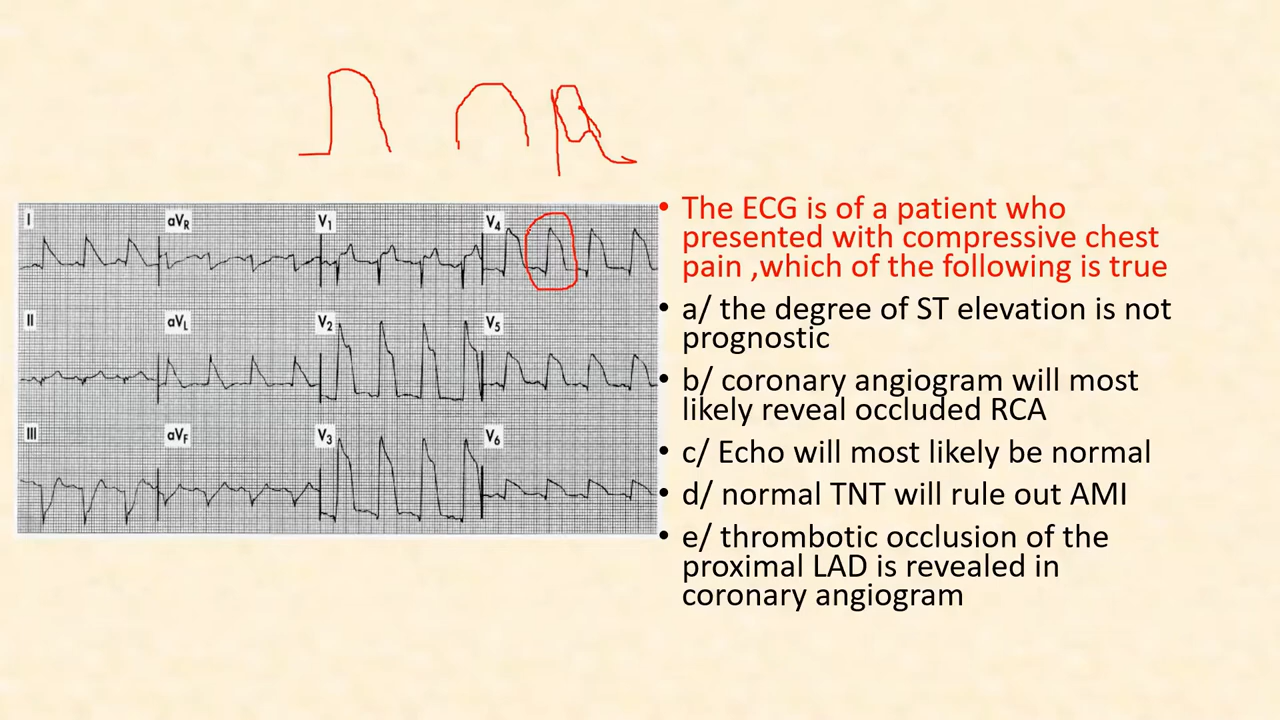 I
aVR
V1
V4
II
aVL
V2
V5
III
aVF
V3
V6
• The ECG is of a patient who
presented with compressive chest
pain ,which of the following is true
• a/ the degree of ST elevation is not
prognostic
• b/ coronary angiogram will most
likely reveal occluded RCA
• c/ Echo will most likely be normal
• d/ normal TNT will rule out AMI
• e/ thrombotic occlusion of the
proximal LAD is revealed in
coronary angiogram